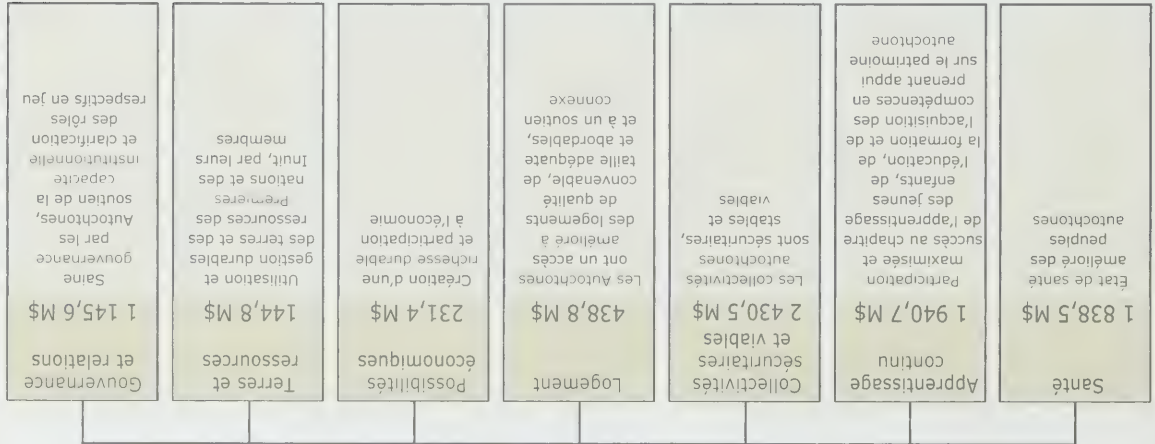 Santé
1 838,5 M$
État de santé
amélioré des
peuples
autochtones
Apprentissage
continu
1 940,7 M$
Participation
maximisée et
succès au chapitre
de l'apprentissage
des jeunes
enfants, de
l'éducation, de
la formation et de
l'acquisition des
compétences en
prenant appui
sur le patrimoine
autochtone
Collectivités
sécuritaires
et viables
2 430,5 M$
Les collectivités
autochtones
sont sécuritaires,
stables et
viables
Logement
438,8 M$
Les Autochtones
ont un accès
amélioré à
des logements
de qualité
convenable, de
taille adéquate
et abordables,
et à un soutien
connexe
Possibilités
économiques
231,4 M$
Création d'une
richesse durable
et participation
à l'économie
Terres et
ressources
144,8 M$
Utilisation et
gestion durables
des terres et des
ressources des
Premières
nations et des
Inuit, par leurs
membres
Gouvernance
et relations
1 145,6 M$
Saine
gouvernance
par les
Autochtones,
soutien de la
capacité
institutionnelle
et clarification
des rôles
respectifs en jeu